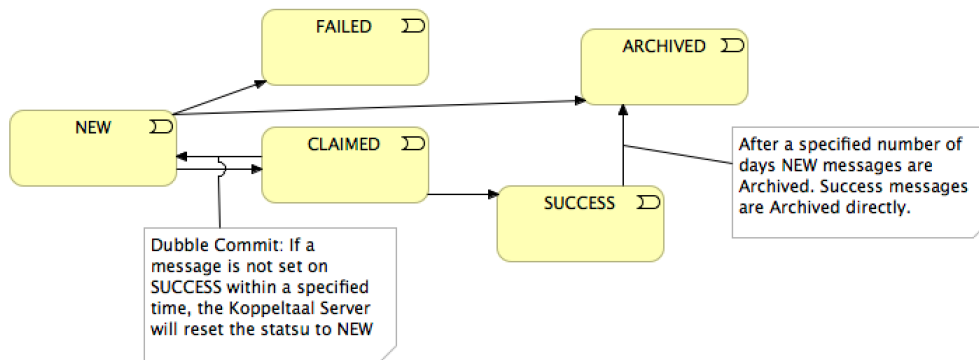 FAILED
ARCHIVED
NEW
CLAIMED
After a specified number of
days NEW messages are
Archived. Success messages
are Archived directly.
SUCCESS
Dubble Commit: If a
message is not set on
SUCCESS within a specified
time, the Koppeltaal Server
will reset the statsu to NEW